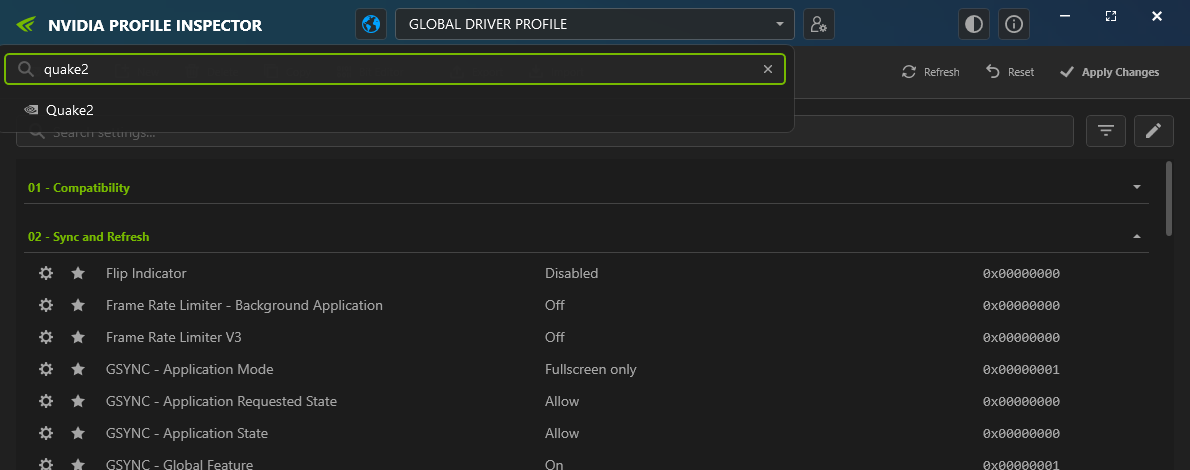 NVIDIA PROFILE INSPECTOR
GLOBAL DRIVER PROFILE
quake2
Refresh
Reset
Apply Changes
Quake2
Search settings...
01 - Compatibility
02 - Sync and Refresh
Flip Indicator Disabled 0x00000000
Frame Rate Limiter - Background Application Off 0x00000000
Frame Rate Limiter V3 Off 0x00000000
GSYNC - Application Mode Fullscreen only 0x00000001
GSYNC - Application Requested State Allow 0x00000000
GSYNC - Application State Allow 0x00000000
GSYNC - Global Feature On 0x00000001